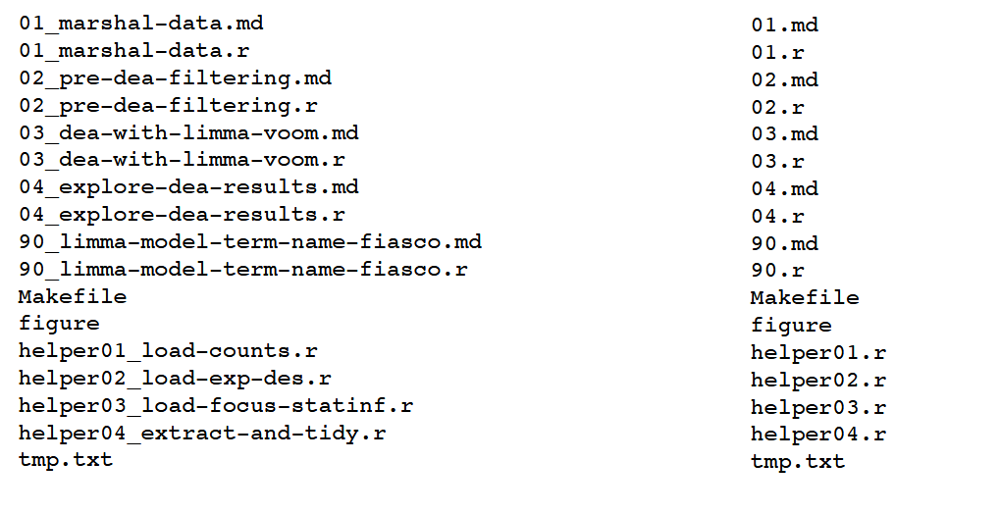 01_marshal-data.md
01_marshal-data.r
02_pre-dea-filtering.md
02_pre-dea-filtering.r
03_dea-with-limma-voom.md
03_dea-with-limma-voom.r
04_explore-dea-results.md
04_explore-dea-results.r
90_limma-model-term-name-fiasco.md
90_limma-model-term-name-fiasco.r
Makefile
figure
helper01_load-counts.r
helper02_load-exp-des.r
helper03_load-focus-statinf.r
helper04_extract-and-tidy.r
tmp.txt
01.md
01.r
02.md
02.r
03.md
03.r
04.md
04.r
90.md
90.r
Makefile
figure
helper01.r
helper02.r
helper03.r
helper04.r
tmp.txt